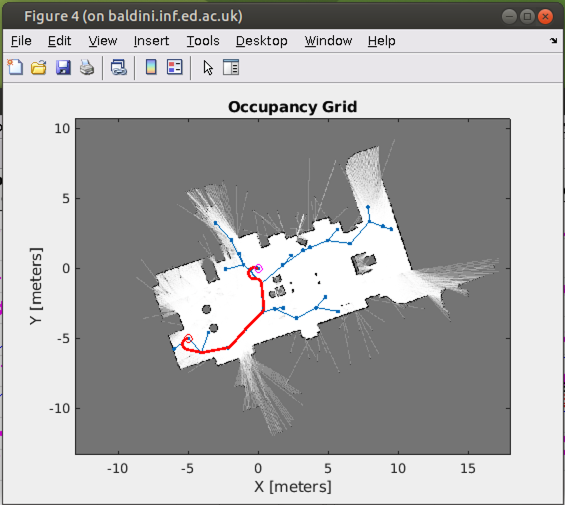 Figure 4 (on baldini.inf.ed.ac.uk)
File Edit View Insert Tools Desktop Window Help
Occupancy Grid
10
5
0
-5
-10
Y [meters]
-10 -5 0 5 10 15
X [meters]